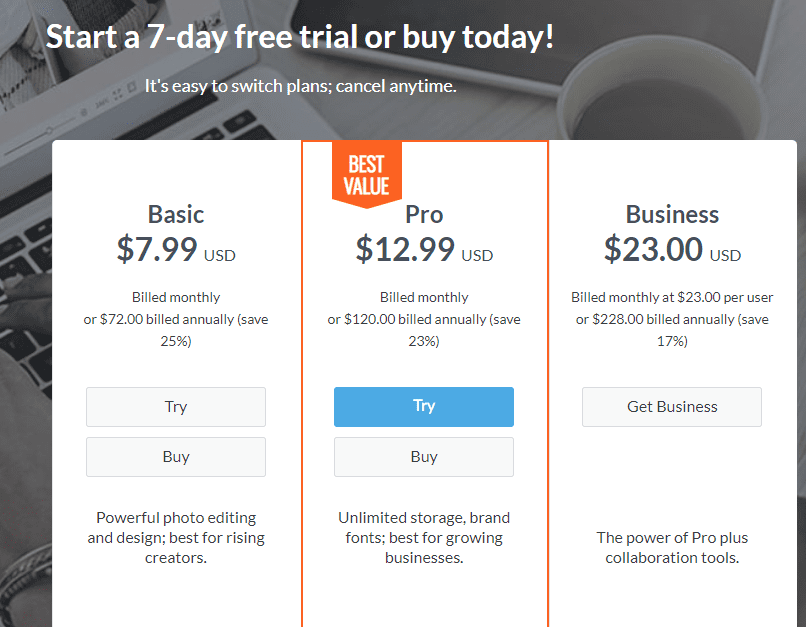 Start a 7-day free trial or buy today!
It's easy to switch plans; cancel anytime.
BEST
VALUE
Basic
$7.99 USD
Billed monthly
or $72.00 billed annually (save
25%)
Try
Buy
Powerful photo editing
and design; best for rising
creators.
Pro
$12.99 USD
Billed monthly
or $120.00 billed annually (save
23%)
Try
Buy
Unlimited storage, brand
fonts; best for growing
businesses.
Business
$23.00 USD
Billed monthly at $23.00 per user
or $228.00 billed annually (save
17%)
Get Business
The power of Pro plus
collaboration tools.